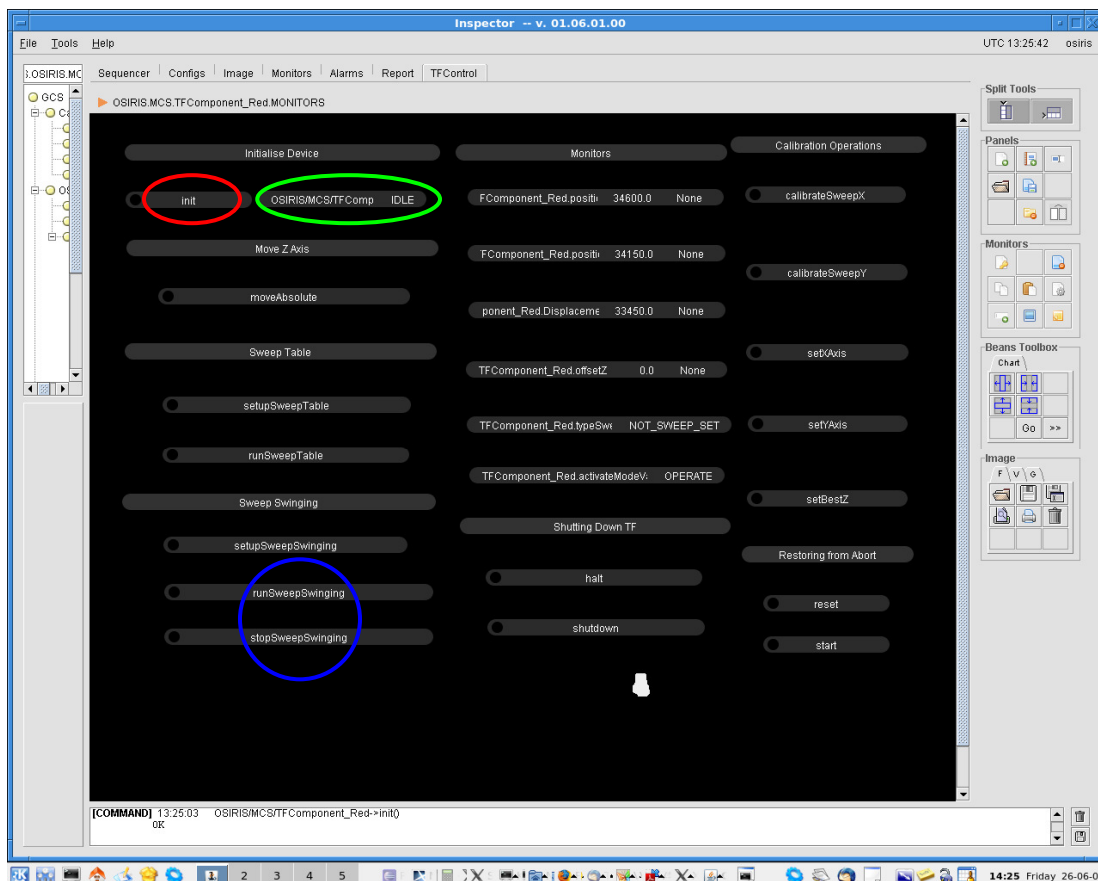 Inspector -- v. 01.06.01.00
File Tools Help
UTC 13:25:42 osiris
).OSIRIS.MC
Sequencer Configs Image Monitors Alarms Report TFControl
GCS
OSIRIS.MCS.TFComponent_Red.MONITORS
Initialise Device
init
OSIRIS/MCS/TFComp IDLE
Move Z Axis
moveAbsolute
Sweep Table
setupSweepTable
runSweepTable
Sweep Swinging
setupSweepSwinging
runSweepSwinging
stopSweepSwinging
Monitors
FComponent_Red.positi 34600.0 None
FComponent_Red.positi 34150.0 None
ponent_Red.Displaceme 33450.0 None
TFComponent_Red.offsetZ 0.0 None
TFComponent_Red.typeSwe NOT_SWEEP_SET
TFComponent_Red.activateModeV: OPERATE
Shutting Down TF
halt
shutdown
Calibration Operations
calibrateSweepX
calibrateSweepY
setXAxis
setYAxis
setBestZ
Restoring from Abort
reset
start
Split Tools
Panels
Monitors
Beans Toolbox
Chart
Go >>
Image
F V G
[COMMAND] 13:25:03 OSIRIS/MCS/TFComponent_Red->init()
OK
1 2 3 4 5
14:25 Friday 26-06-0